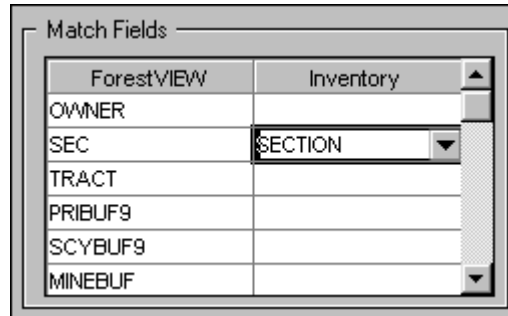 Match Fields
ForestVIEW Inventory
OWNER
SEC SECTION
TRACT
PRIBUF9
SCYBUF9
MINEBUF